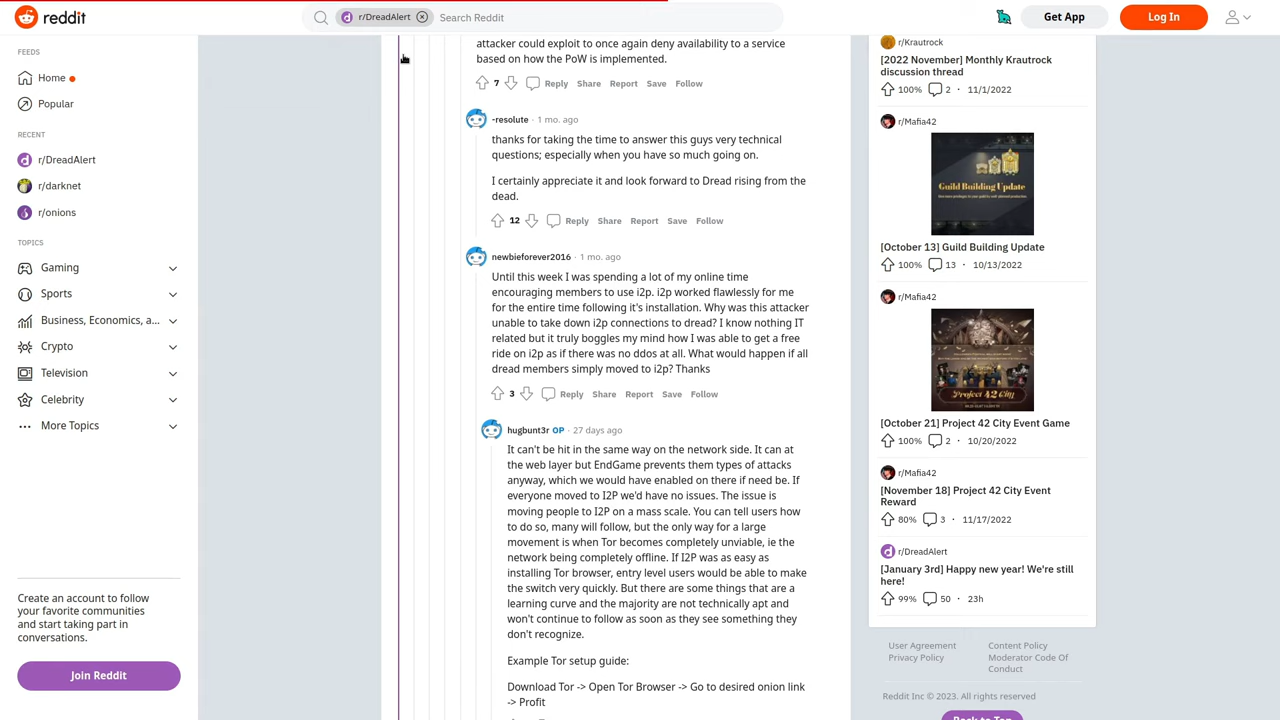 reddit
r/DreadAlert
Search Reddit
Get App
Log In
FEEDS
Home
Popular
RECENT
r/DreadAlert
r/darknet
r/onions
TOPICS
Gaming
Sports
Business, Economics, a...
Crypto
Television
Celebrity
More Topics
Create an account to follow
your favorite communities
and start taking part in
conversations.
Join Reddit
attacker could exploit to once again deny availability to a service
based on how the PoW is implemented.
7 Reply Share Report Save Follow
-resolute · 1 mo. ago
thanks for taking the time to answer this guys very technical
questions; especially when you have so much going on.
I certainly appreciate it and look forward to Dread rising from the
dead.
12 Reply Share Report Save Follow
newbieforever2016 · 1 mo. ago
Until this week I was spending a lot of my online time
encouraging members to use i2p. i2p worked flawlessly for me
for the entire time following it's installation. Why was this attacker
unable to take down i2p connections to dread? I know nothing IT
related but it truly boggles my mind how I was able to get a free
ride on i2p as if there was no ddos at all. What would happen if all
dread members simply moved to i2p? Thanks
3 Reply Share Report Save Follow
hugbunt3r OP · 27 days ago
It can't be hit in the same way on the network side. It can at
the web layer but EndGame prevents them types of attacks
anyway, which we would have enabled on there if need be. If
everyone moved to I2P we'd have no issues. The issue is
moving people to I2P on a mass scale. You can tell users how
to do so, many will follow, but the only way for a large
movement is when Tor becomes completely unviable, ie the
network being completely offline. If I2P was as easy as
installing Tor browser, entry level users would be able to make
the switch very quickly. But there are some things that are a
learning curve and the majority are not technically apt and
won't continue to follow as soon as they see something they
don't recognize.
Example Tor setup guide:
Download Tor -> Open Tor Browser -> Go to desired onion link
-> Profit
r/Krautrock
[2022 November] Monthly Krautrock
discussion thread
100% 2 · 11/1/2022
r/Mafia42
Guild Building Update
[October 13] Guild Building Update
100% 13 · 10/13/2022
r/Mafia42
Project 42 City
[October 21] Project 42 City Event Game
100% 2 · 10/20/2022
r/Mafia42
[November 18] Project 42 City Event
Reward
80% 3 · 11/17/2022
r/DreadAlert
[January 3rd] Happy new year! We're still
here!
99% 50 · 23h
User Agreement
Privacy Policy
Content Policy
Moderator Code Of
Conduct
Reddit Inc © 2023. All rights reserved
Back to Top